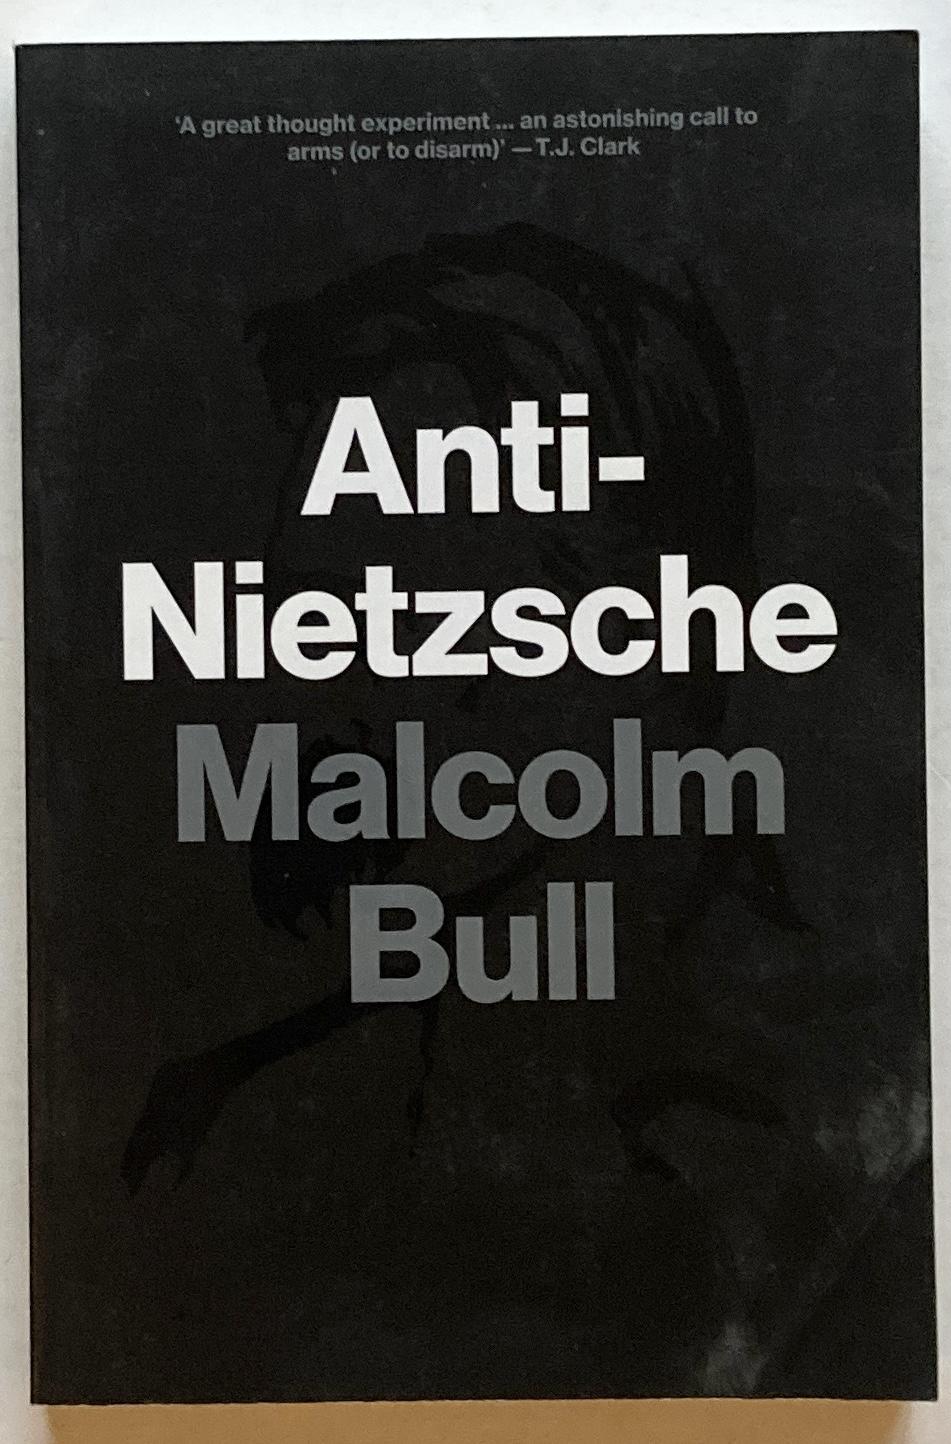 ‘A great thought experiment ... an astonishing call to
arms (or to disarm)’ — T.J. Clark
Anti-
Nietzsche
Malcolm
Bull